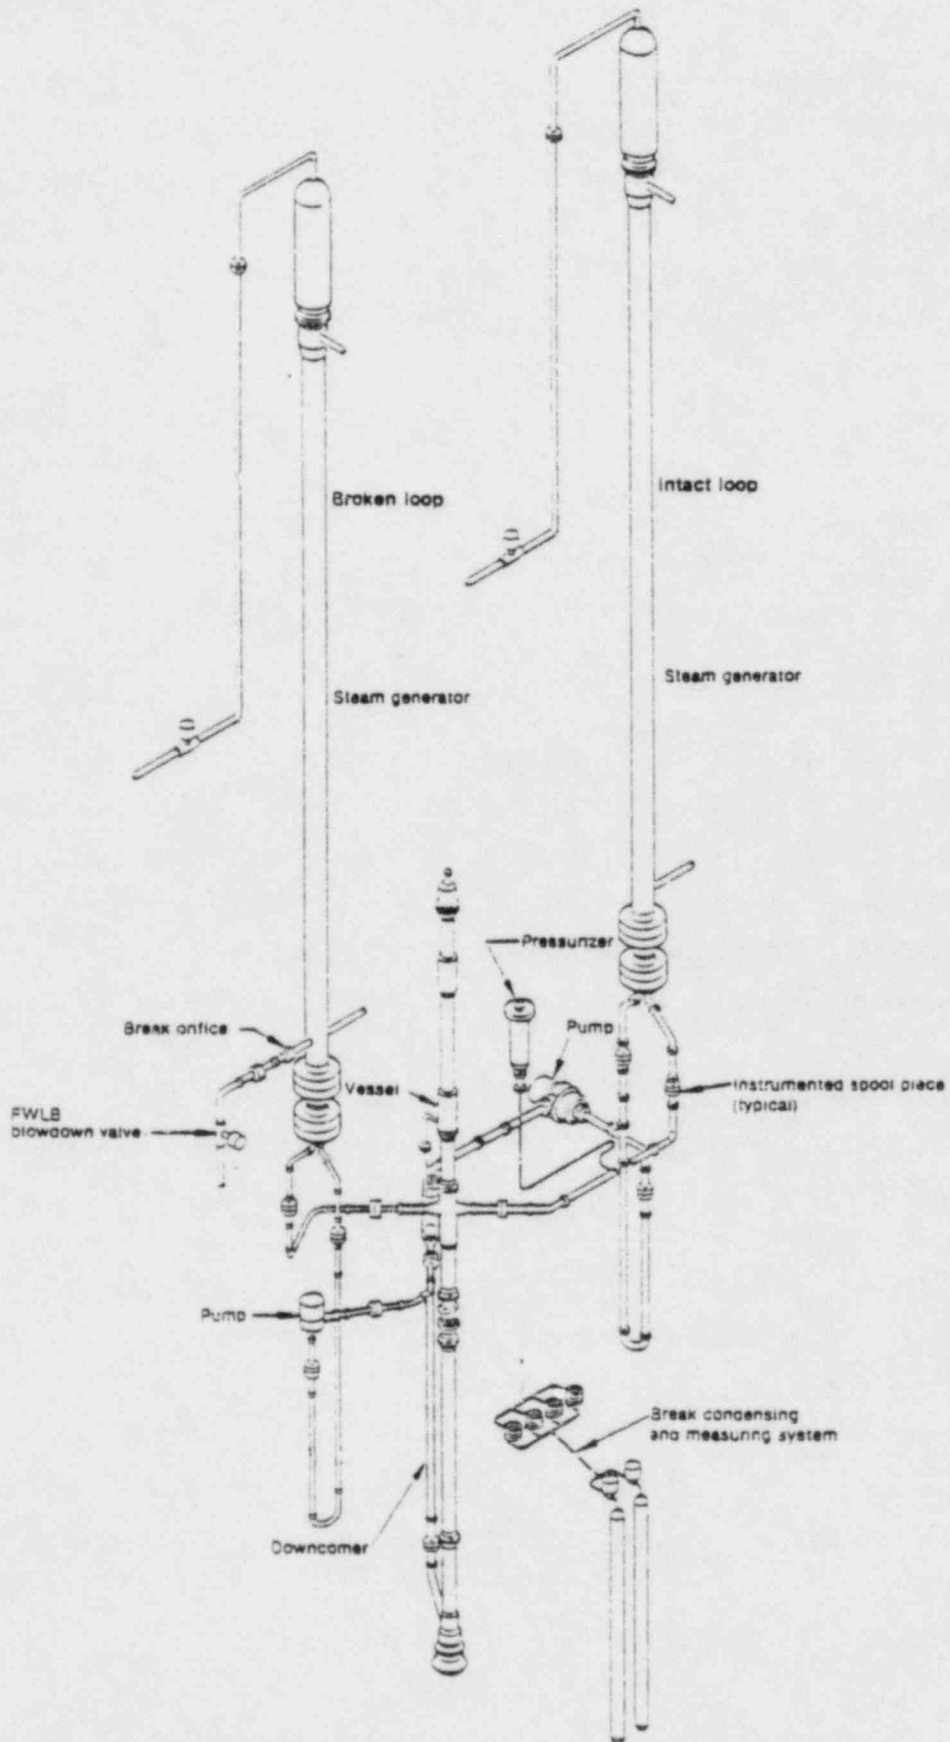 Broken loop
Intact loop
Steam generator
Steam generator
Pressurizer
Break orifice
Pump
Vessel
Instrumented spool piece
(typical)
FWLB
blowdown valve
Pump
Break condensing
and measuring system
Downcomer